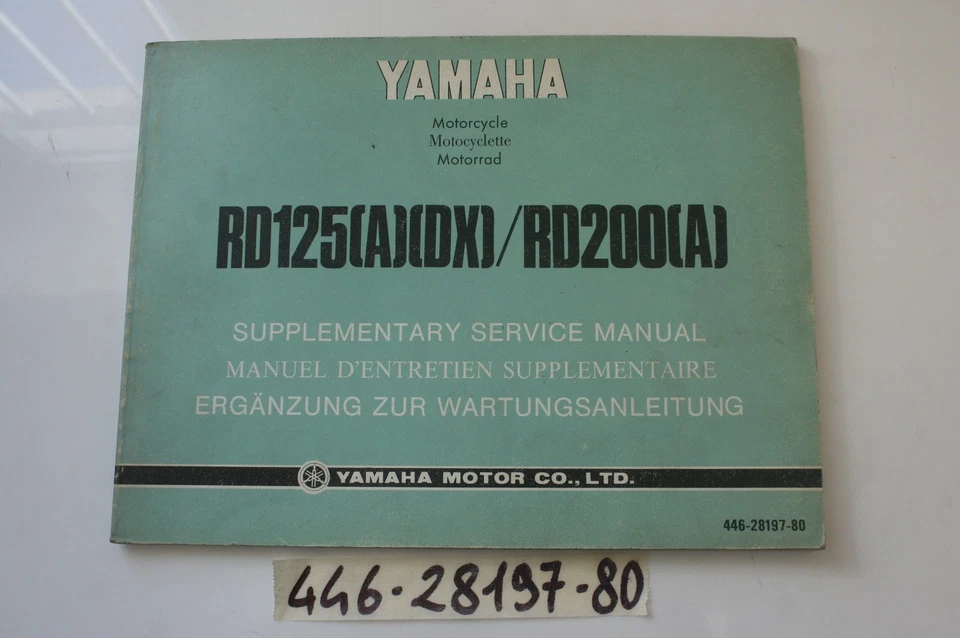 YAMAHA
Motorcycle
Motocyclette
Motorrad
RD125(A)(DX)/RD200(A)
SUPPLEMENTARY SERVICE MANUAL
MANUEL D'ENTRETIEN SUPPLEMENTAIRE
ERGÄNZUNG ZUR WARTUNGSANLEITUNG
YAMAHA MOTOR CO., LTD.
446-28197-80
446-28197-80